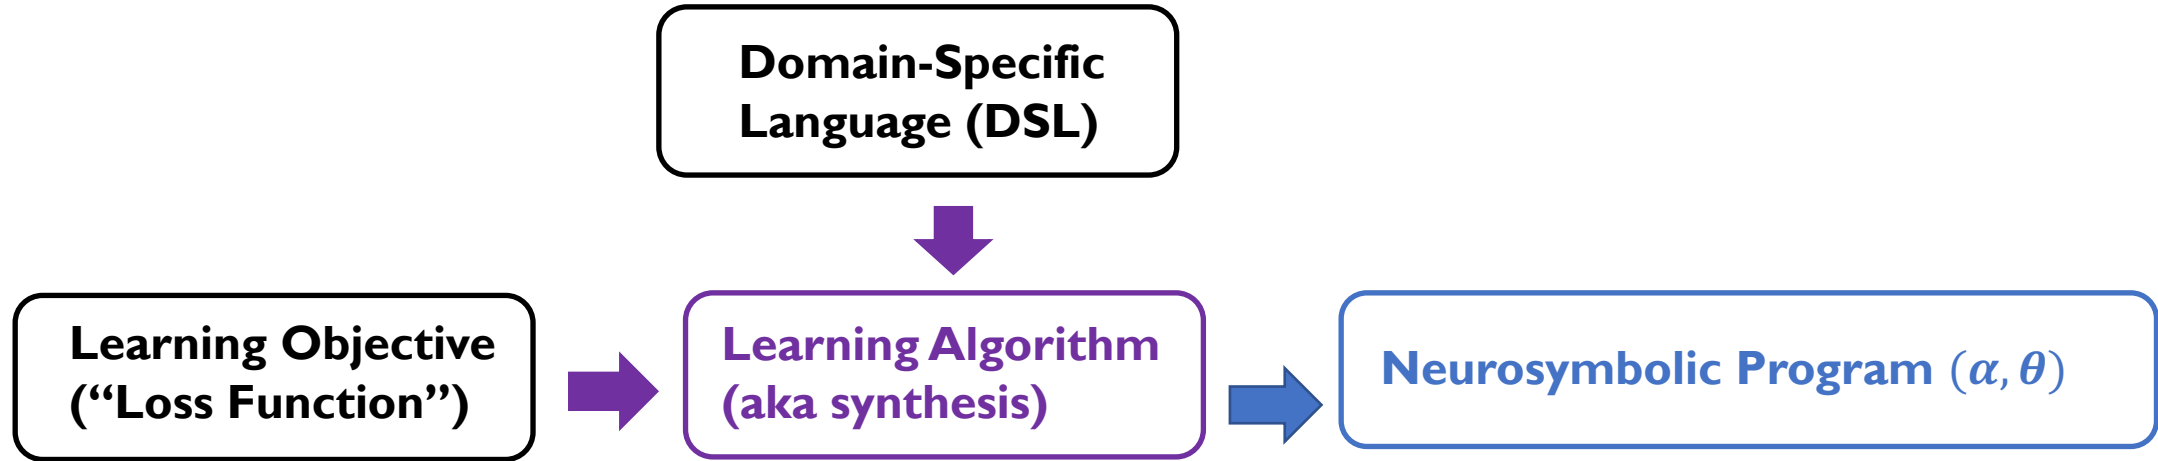 Domain-Specific
Language (DSL)
Learning Objective
(“Loss Function”)
Learning Algorithm
(aka synthesis)
Neurosymbolic Program (α, θ)